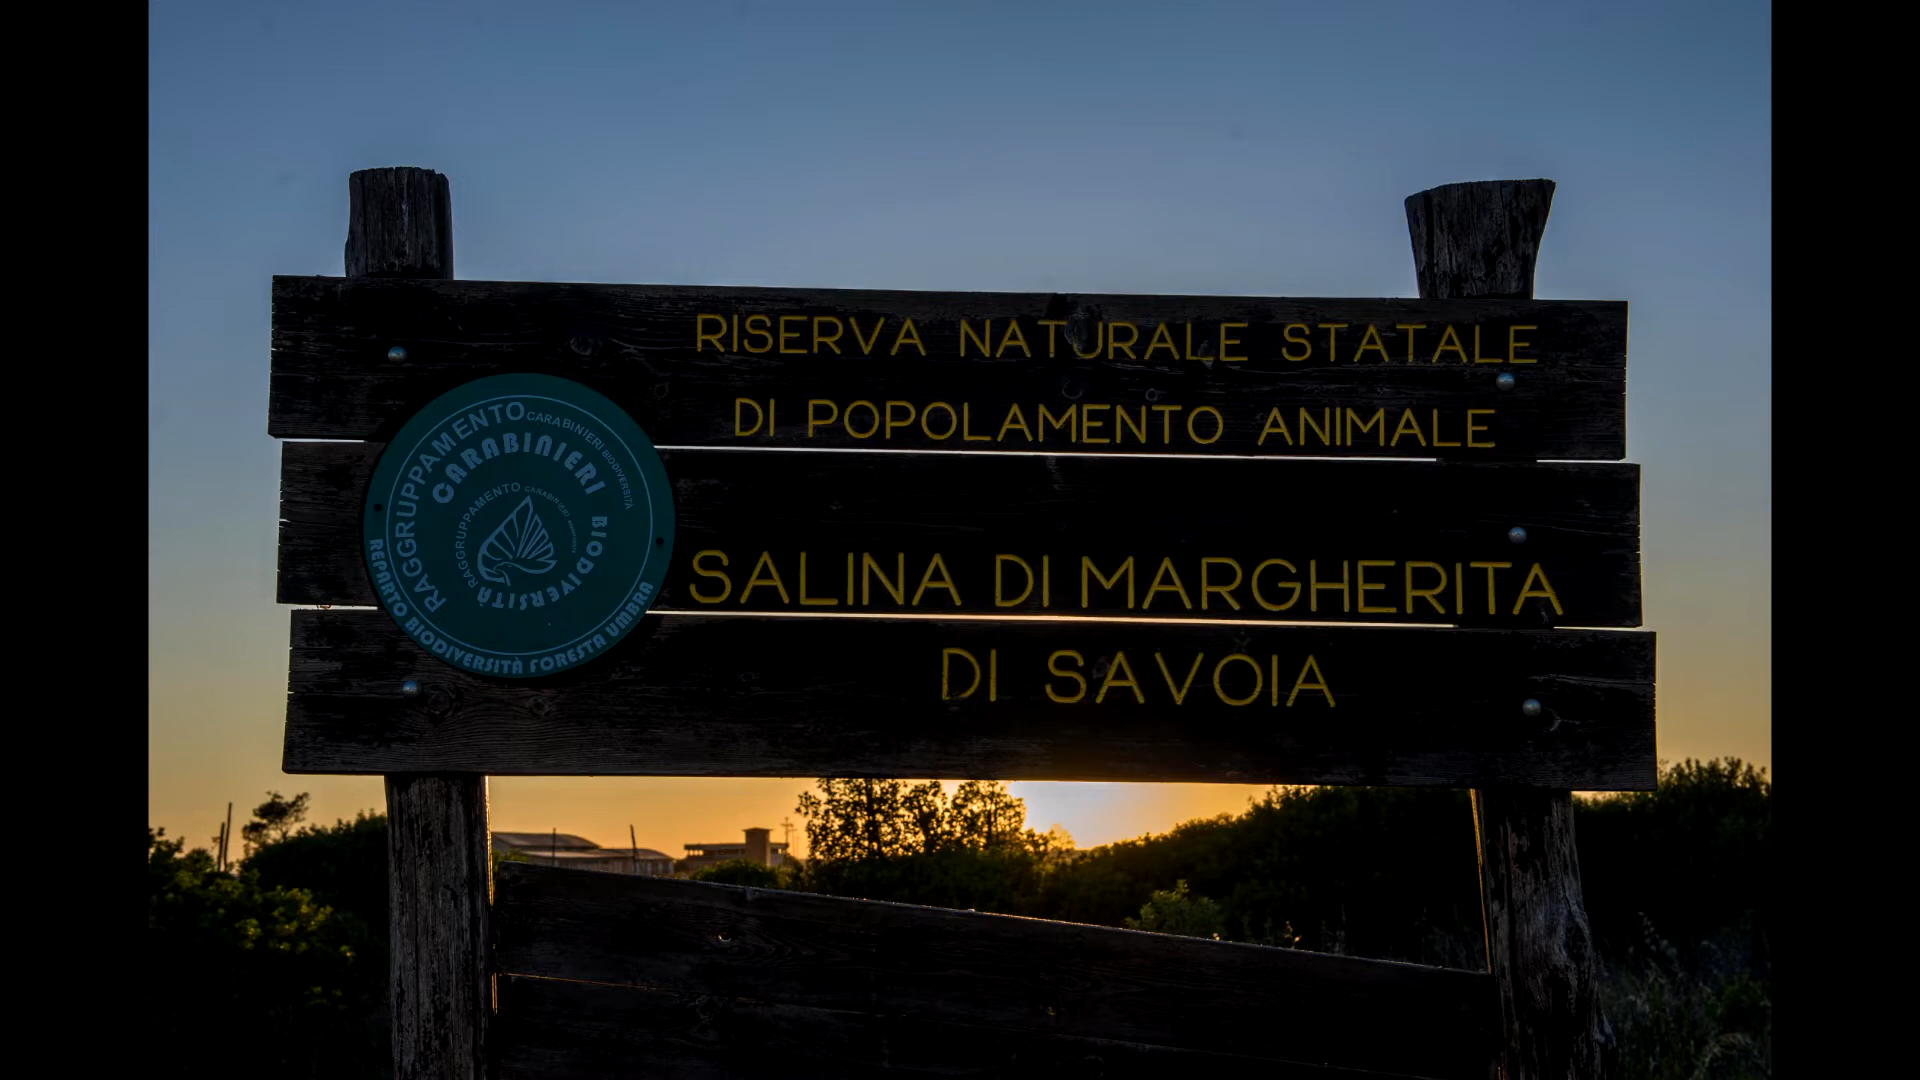 RISERVA NATURALE STATALE
DI POPOLAMENTO ANIMALE
SALINA DI MARGHERITA
DI SAVOIA
RAGGRUPPAMENTO CARABINIERI BIODIVERSITÀ
CARABINIERI BIODIVERSITÀ
RAGGRUPPAMENTO CARABINIERI
REPARTO BIODIVERSITÀ FORESTA UMBRA